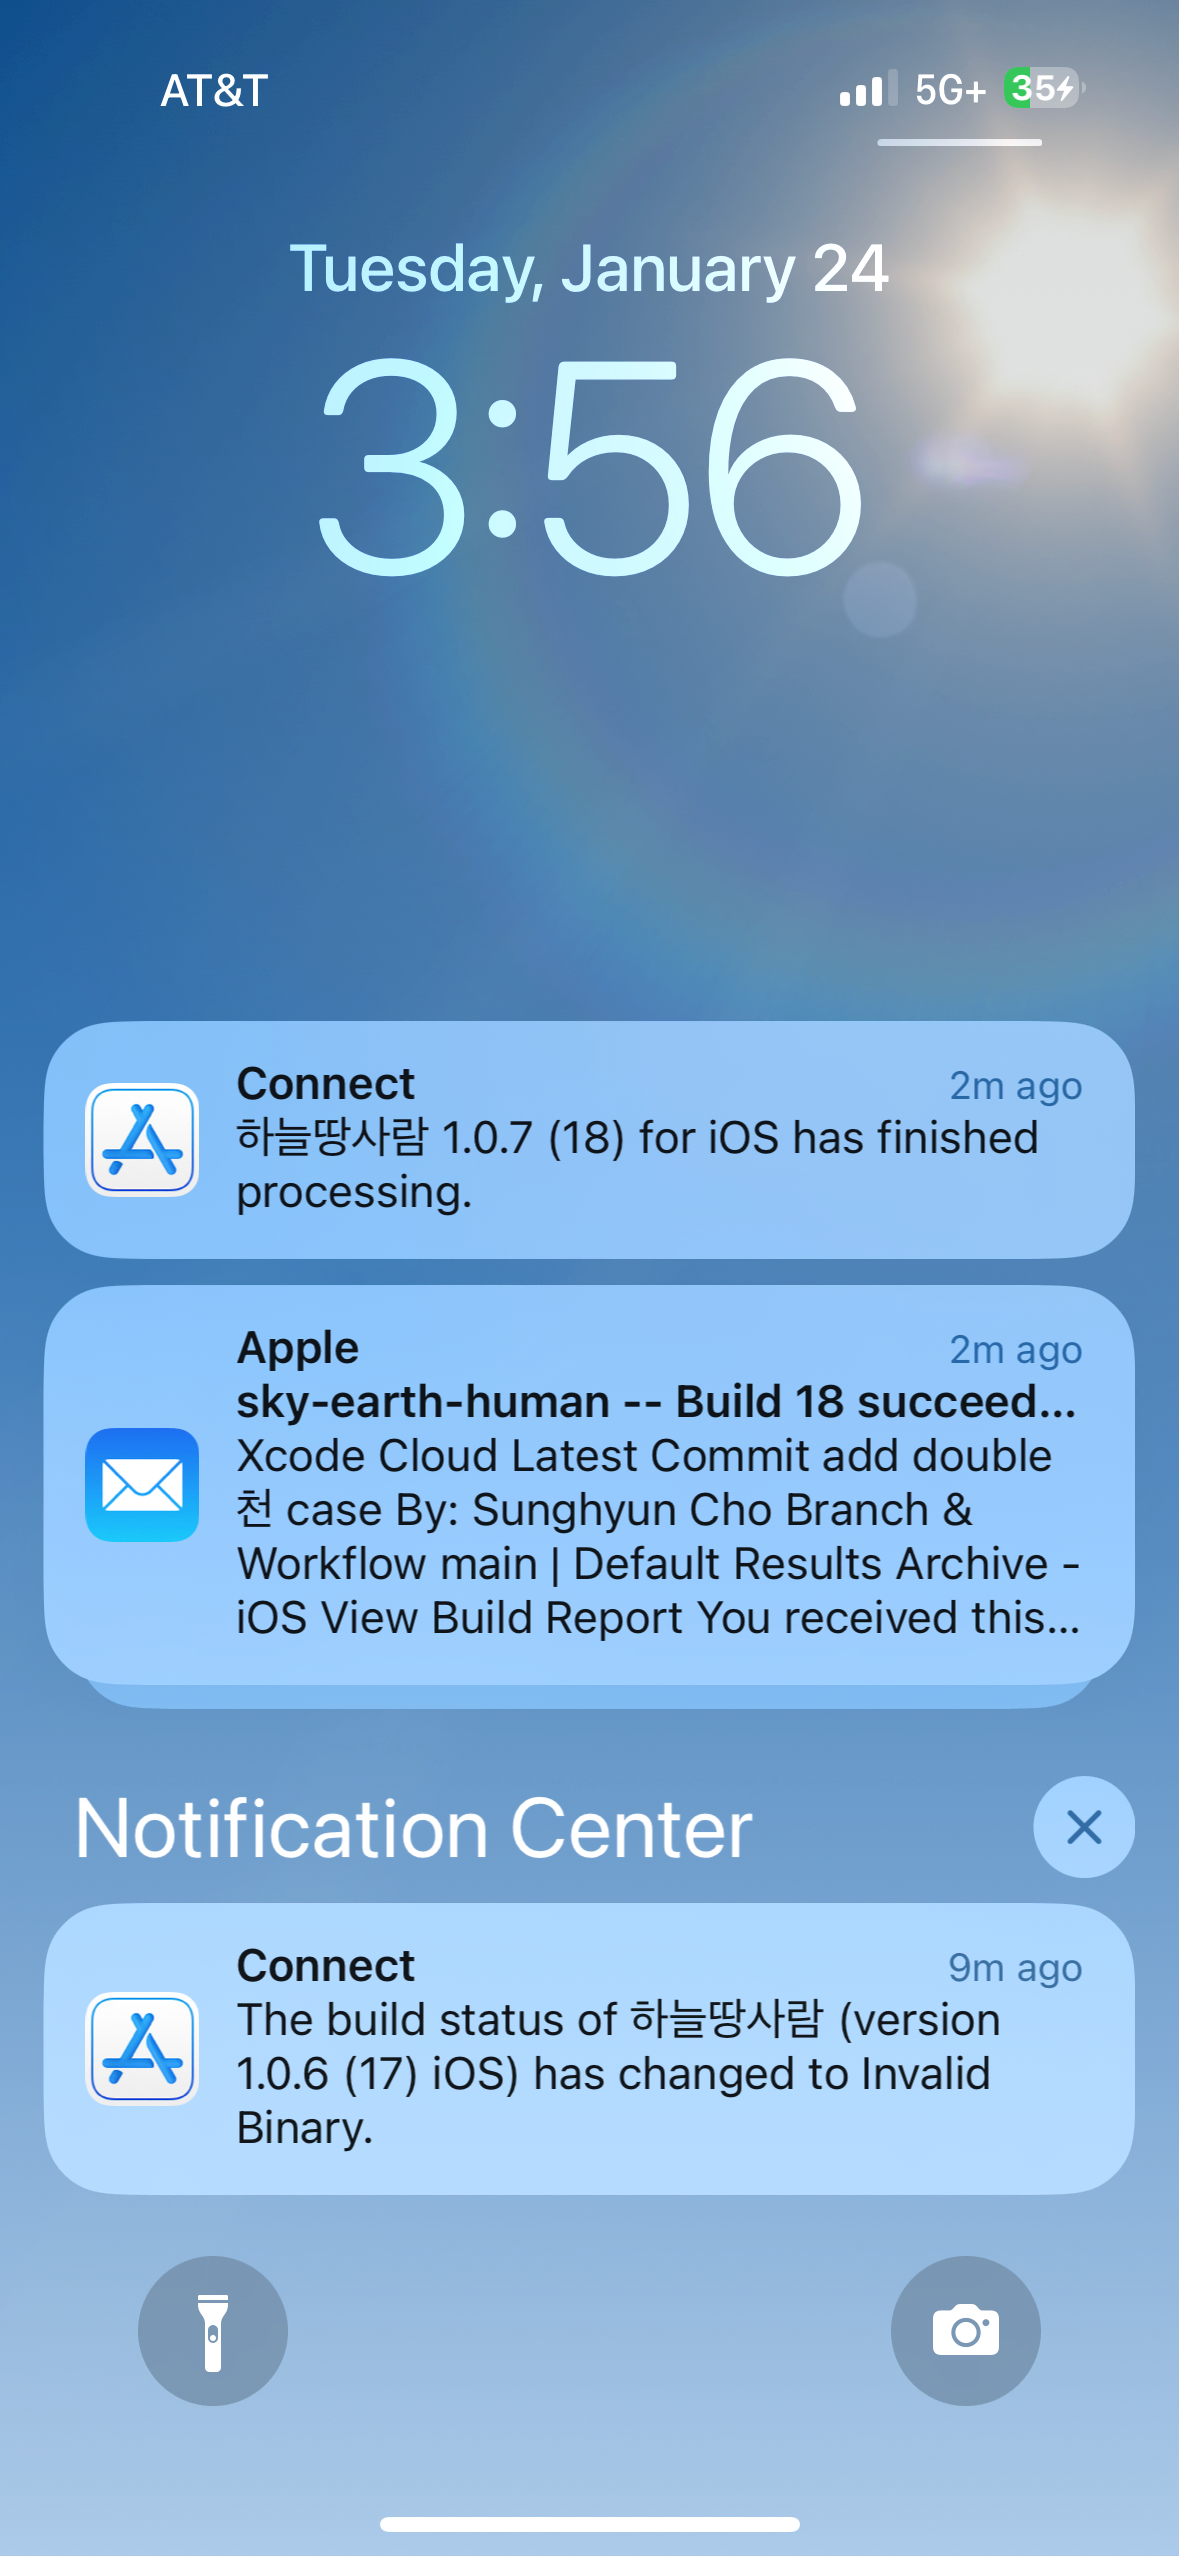 AT&T 5G+ 35
Tuesday, January 24
3:56
Connect 2m ago
하늘땅사람 1.0.7 (18) for iOS has finished
processing.
Apple 2m ago
sky-earth-human -- Build 18 succeed...
Xcode Cloud Latest Commit add double
천 case By: Sunghyun Cho Branch &
Workflow main | Default Results Archive -
iOS View Build Report You received this...
Notification Center
Connect 9m ago
The build status of 하늘땅사람 (version
1.0.6 (17) iOS) has changed to Invalid
Binary.